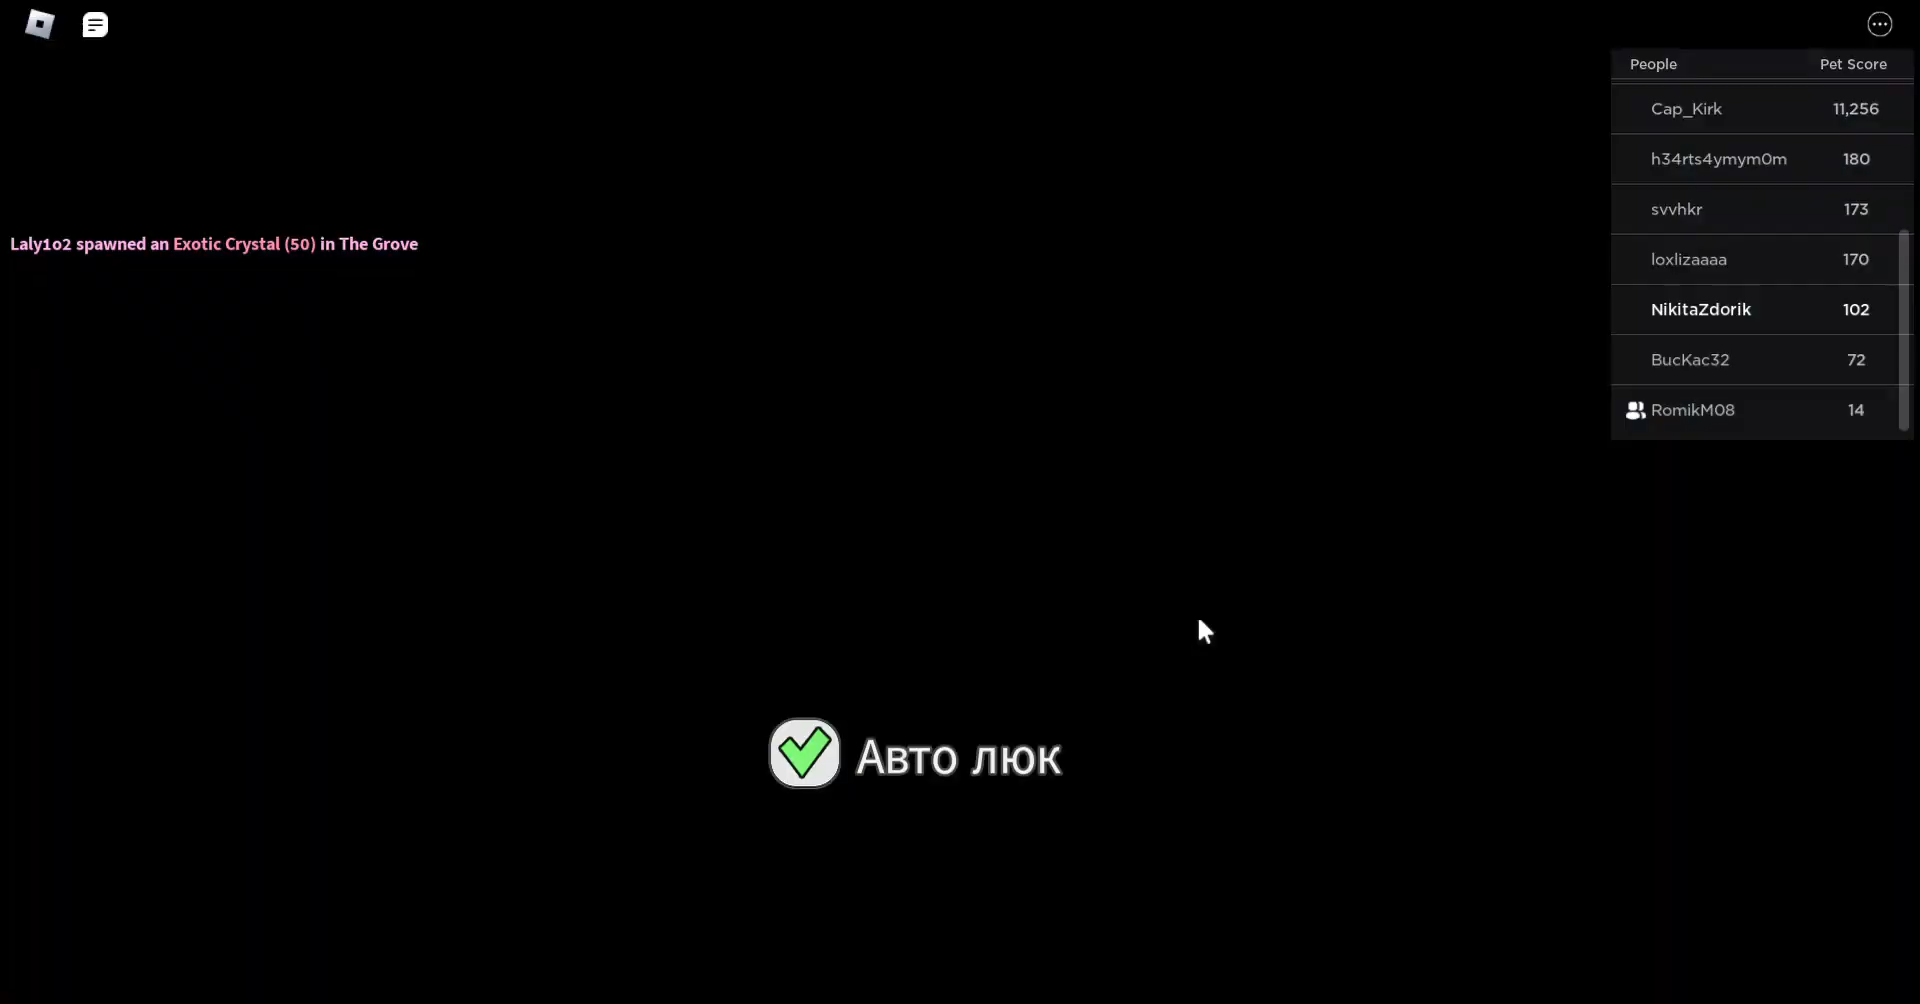 People Pet Score
Cap_Kirk 11,256
h34rts4ymym0m 180
svvhkr 173
Laly1o2 spawned an Exotic Crystal (50) in The Grove
loxlizaaaa 170
NikitaZdorik 102
BucKac32 72
RomikM08 14
Авто люк